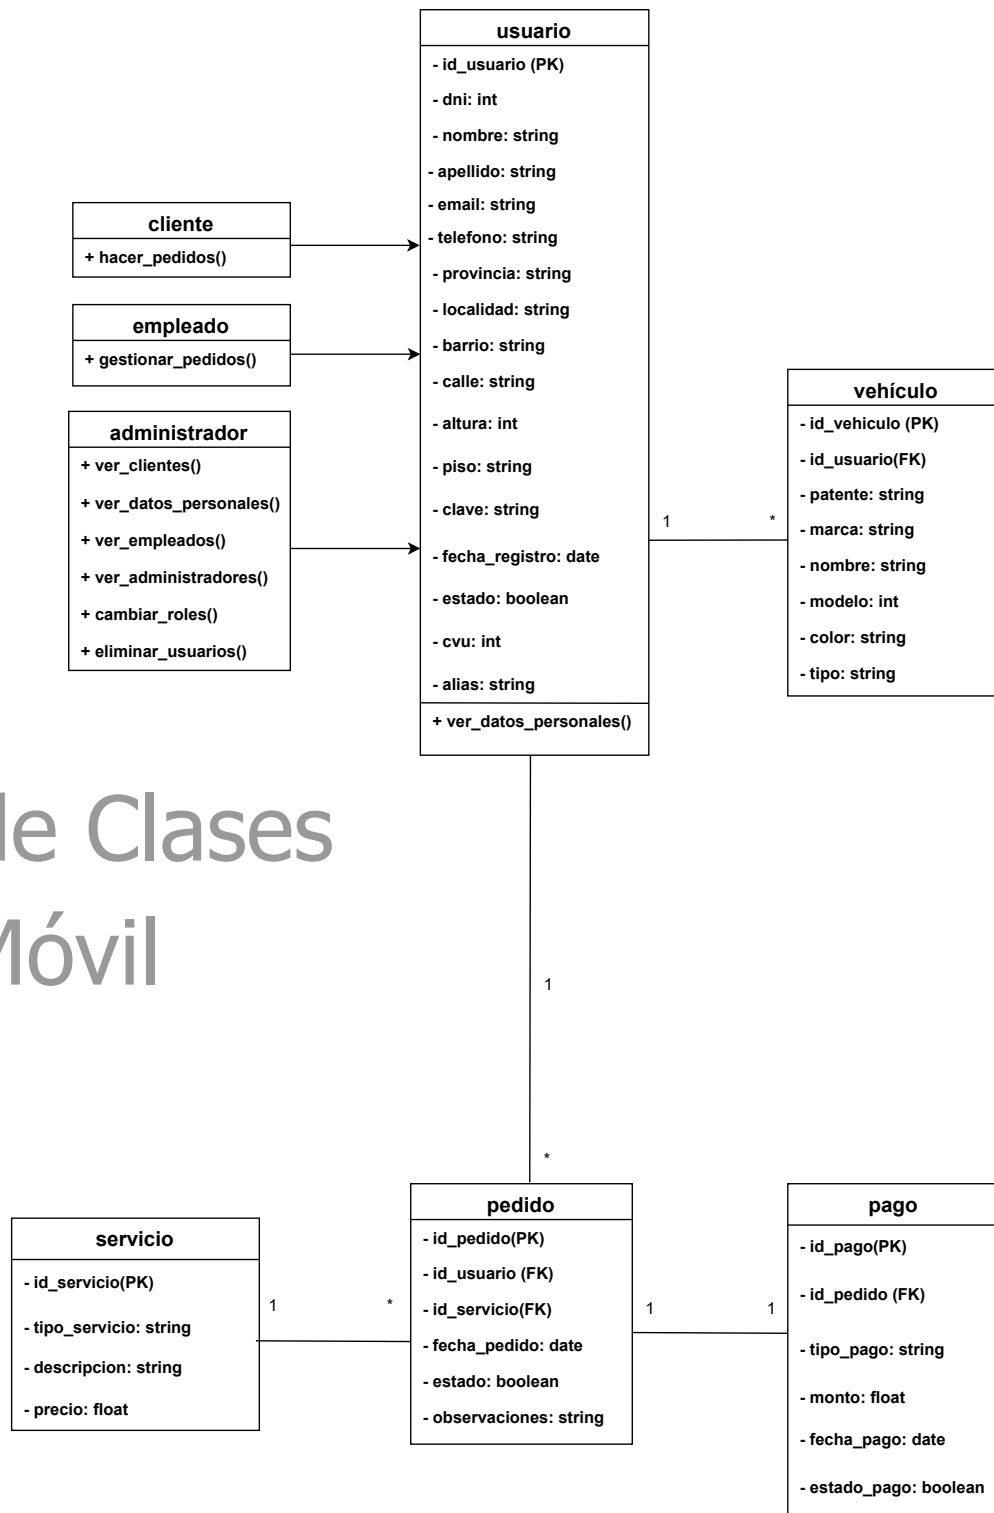 usuario
- id_usuario (PK)
- dni: int
- nombre: string
- apellido: string
- email: string
- telefono: string
- provincia: string
- localidad: string
- barrio: string
- calle: string
- altura: int
- piso: string
- clave: string
- fecha_registro: date
- estado: boolean
- cvu: int
- alias: string
+ ver_datos_personales()
cliente
+ hacer_pedidos()
empleado
+ gestionar_pedidos()
administrador
+ ver_clientes()
+ ver_datos_personales()
+ ver_empleados()
+ ver_administradores()
+ cambiar_roles()
+ eliminar_usuarios()
1 *
vehículo
- id_vehiculo (PK)
- id_usuario(FK)
- patente: string
- marca: string
- nombre: string
- modelo: int
- color: string
- tipo: string
de Clases
Móvil
1
*
servicio
- id_servicio(PK)
- tipo_servicio: string
- descripcion: string
- precio: float
1 *
pedido
- id_pedido(PK)
- id_usuario (FK)
- id_servicio(FK)
- fecha_pedido: date
- estado: boolean
- observaciones: string
1 1
pago
- id_pago(PK)
- id_pedido (FK)
- tipo_pago: string
- monto: float
- fecha_pago: date
- estado_pago: boolean